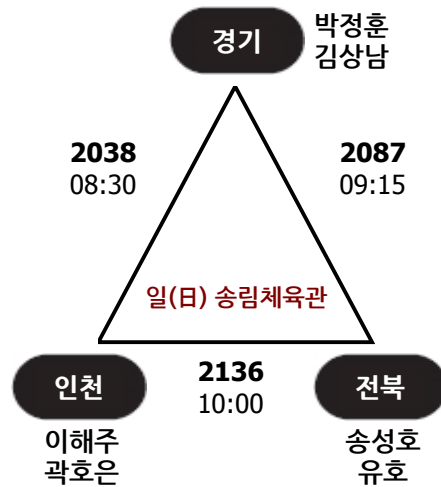 경기
박정훈
김상남
2038
08:30
2087
09:15
일(日) 송림체육관
인천
이해주
곽호은
2136
10:00
전북
송성호
유호